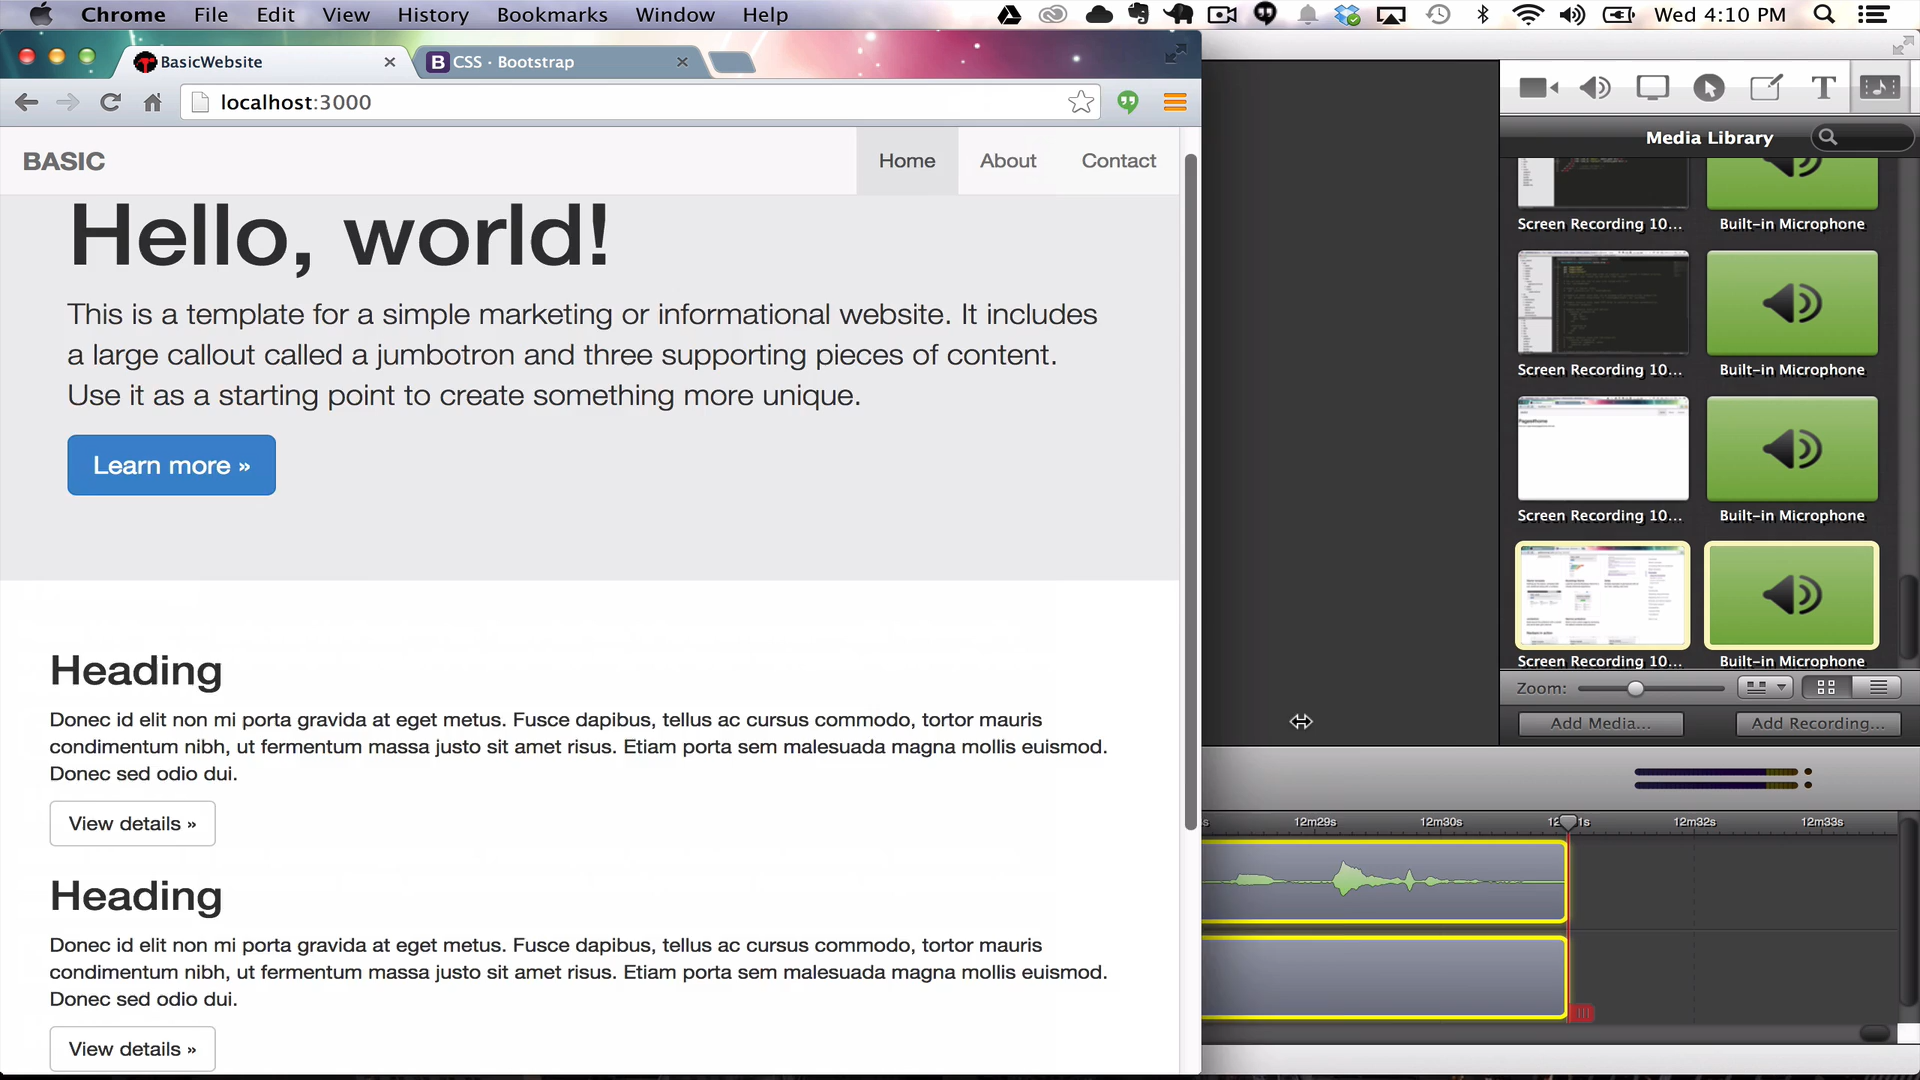 Chrome File Edit View History Bookmarks Window Help Wed 4:10 PM
BasicWebsite
B CSS · Bootstrap
localhost:3000
BASIC Home About Contact
Hello, world!
This is a template for a simple marketing or informational website. It includes
a large callout called a jumbotron and three supporting pieces of content.
Use it as a starting point to create something more unique.
Learn more »
Heading
Donec id elit non mi porta gravida at eget metus. Fusce dapibus, tellus ac cursus commodo, tortor mauris
condimentum nibh, ut fermentum massa justo sit amet risus. Etiam porta sem malesuada magna mollis euismod.
Donec sed odio dui.
View details »
Heading
Donec id elit non mi porta gravida at eget metus. Fusce dapibus, tellus ac cursus commodo, tortor mauris
condimentum nibh, ut fermentum massa justo sit amet risus. Etiam porta sem malesuada magna mollis euismod.
Donec sed odio dui.
View details »
T
Media Library
Screen Recording 10... Built-in Microphone
Screen Recording 10... Built-in Microphone
Screen Recording 10... Built-in Microphone
Screen Recording 10... Built-in Microphone
Zoom:
Add Media... Add Recording...
12m29s 12m30s 12m32s 12m33s